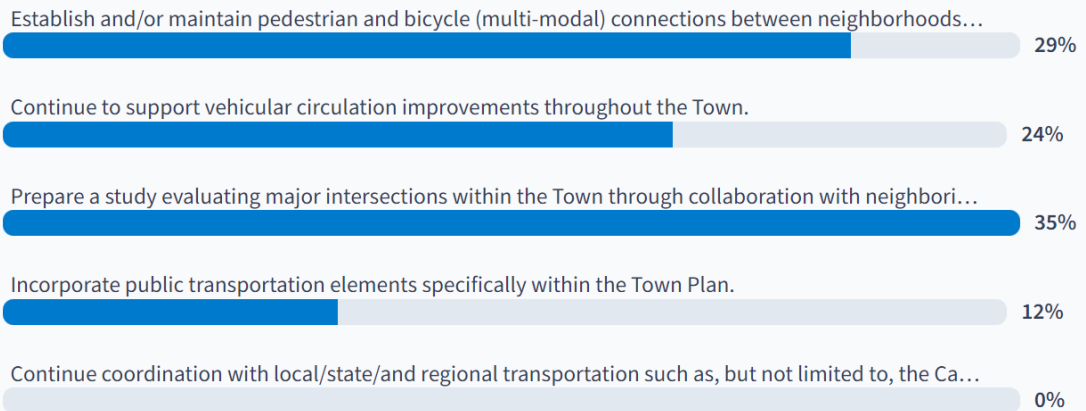 Establish and/or maintain pedestrian and bicycle (multi-modal) connections between neighborhoods…
29%
Continue to support vehicular circulation improvements throughout the Town.
24%
Prepare a study evaluating major intersections within the Town through collaboration with neighbori…
35%
Incorporate public transportation elements specifically within the Town Plan.
12%
Continue coordination with local/state/and regional transportation such as, but not limited to, the Ca…
0%